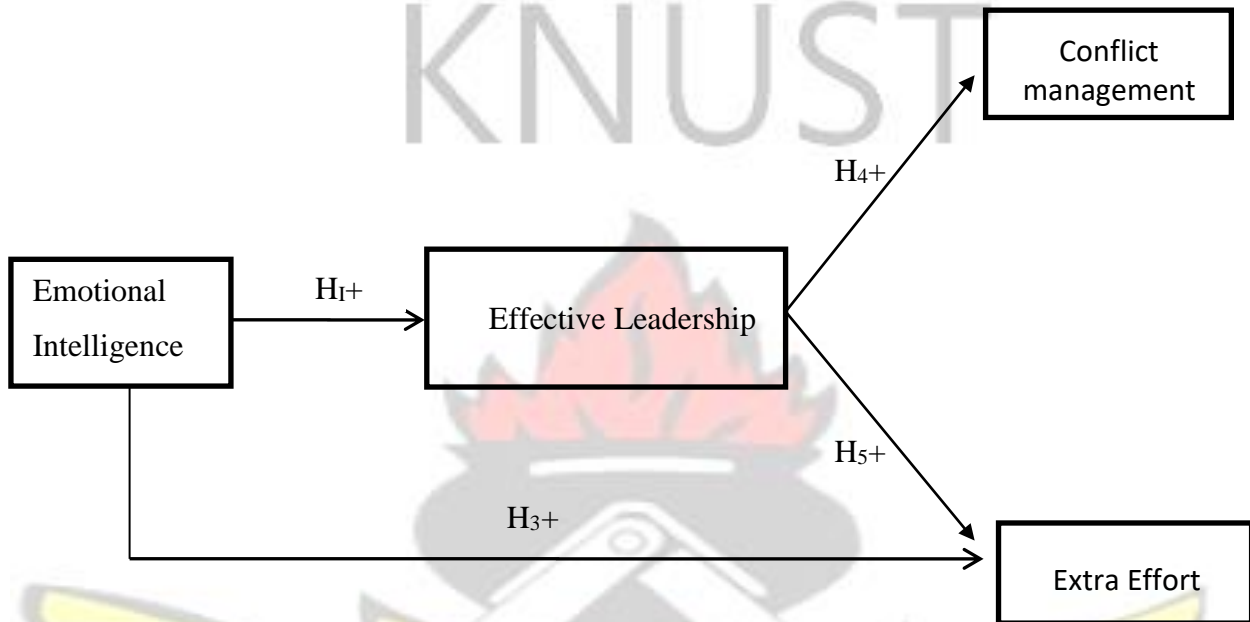 KNUST
Conflict
management
H4+
Emotional
Intelligence
HI+
Effective Leadership
H5+
H3+
Extra Effort